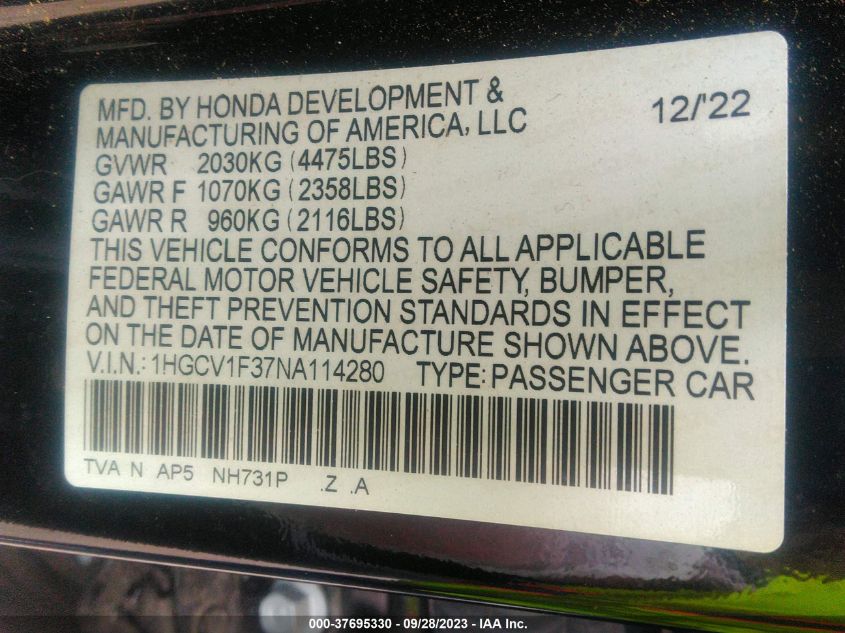 MFD. BY HONDA DEVELOPMENT & 12/'22
MANUFACTURING OF AMERICA, LLC
GVWR 2030KG (4475LBS)
GAWR F 1070KG (2358LBS)
GAWR R 960KG (2116LBS)
THIS VEHICLE CONFORMS TO ALL APPLICABLE
FEDERAL MOTOR VEHICLE SAFETY, BUMPER,
AND THEFT PREVENTION STANDARDS IN EFFECT
ON THE DATE OF MANUFACTURE SHOWN ABOVE.
V.I.N.: 1HGCV1F37NA114280 TYPE: PASSENGER CAR
TVA N AP5 NH731P .Z .A
000-37695330 - 09/28/2023 - IAA Inc.